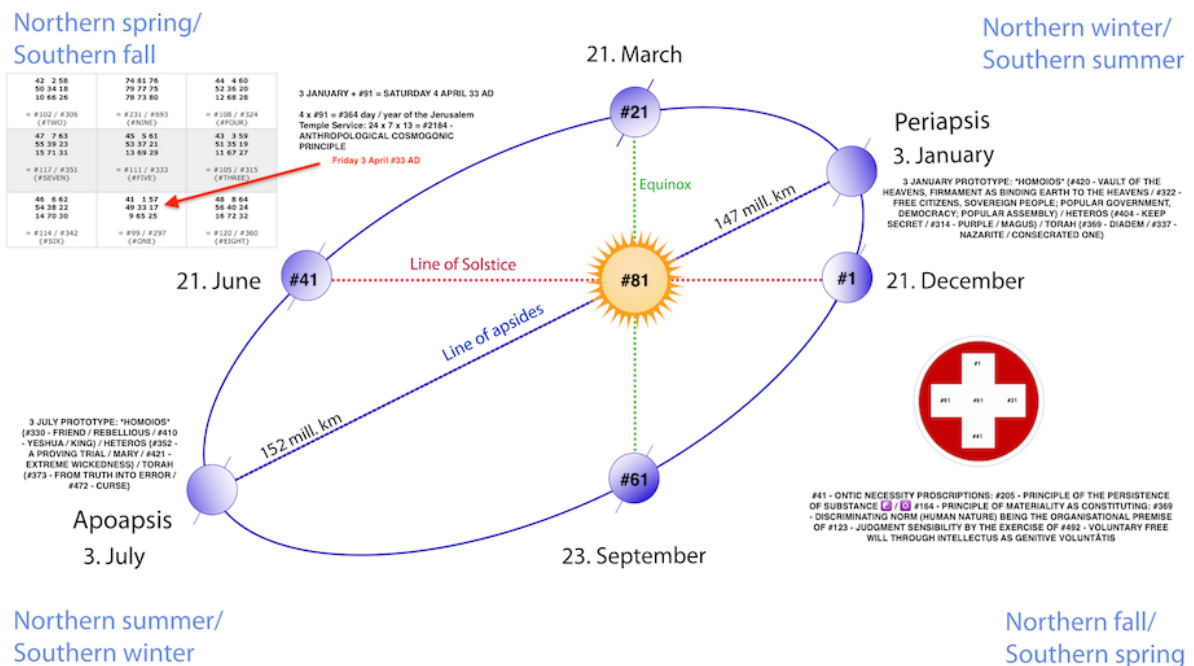 Northern spring/
Southern fall
Northern winter/
Southern summer
42 2 58
50 34 18
10 66 26
= #102 / #306
{#TWO}
74 81 76
79 77 75
78 73 80
= #231 / #693
{#NINE}
44 4 60
52 36 20
12 68 28
= #108 / #324
{#FOUR}
47 7 63
55 39 23
15 71 31
= #117 / #351
{#SEVEN}
45 5 61
53 37 21
13 69 29
= #111 / #333
{#FIVE}
43 3 59
51 35 19
11 67 27
= #105 / #315
{#THREE}
46 6 62
54 38 22
14 70 30
= #114 / #342
{#SIX}
41 1 57
49 33 17
9 65 25
= #99 / #297
{#ONE}
48 8 64
56 40 24
16 72 32
= #120 / #360
{#EIGHT}
3 JANUARY + #91 = SATURDAY 4 APRIL 33 AD
4 x #91 = #364 day / year of the Jerusalem
Temple Service: 24 x 7 x 13 = #2184 -
ANTHROPOLOGICAL COSMOGONIC
PRINCIPLE
Friday 3 April #33 AD
21. March
#21
Equinox
Periapsis
3. January
3 JANUARY PROTOTYPE: *HOMOIOS* {#420 - VAULT OF THE
HEAVENS, FIRMAMENT AS BINDING EARTH TO THE HEAVENS / #322 -
FREE CITIZENS, SOVEREIGN PEOPLE; POPULAR GOVERNMENT,
DEMOCRACY; POPULAR ASSEMBLY} / HETEROS {#404 - KEEP
SECRET / #314 - PURPLE / MAGUS} / TORAH {#369 - DIADEM / #337 -
NAZARITE / CONSECRATED ONE}
147 mill. km
21. June
#41
Line of Solstice
#81
#1
21. December
Line of apsides
152 mill. km
3 JULY PROTOTYPE: *HOMOIOS*
{#330 - FRIEND / REBELLIOUS / #410
- YESHUA / KING} / HETEROS {#352 -
A PROVING TRIAL / MARY / #421 -
EXTREME WICKEDNESS} / TORAH
{#373 - FROM TRUTH INTO ERROR /
#472 - CURSE}
Apoapsis
3. July
#61
23. September
#1
#81
#41
#41 - ONTIC NECESSITY PROSCRIPTIONS: #205 - PRINCIPLE OF THE PERSISTENCE
OF SUBSTANCE / #164 - PRINCIPLE OF MATERIALITY AS CONSTITUTING: #369
- DISCRIMINATING NORM (HUMAN NATURE) BEING THE ORGANISATIONAL PREMISE
OF #123 - JUDGMENT SENSIBILITY BY THE EXERCISE OF #492 - VOLUNTARY FREE
WILL THROUGH INTELLECTUS AS GENITIVE VOLUNTĀTIS
Northern summer/
Southern winter
Northern fall/
Southern spring